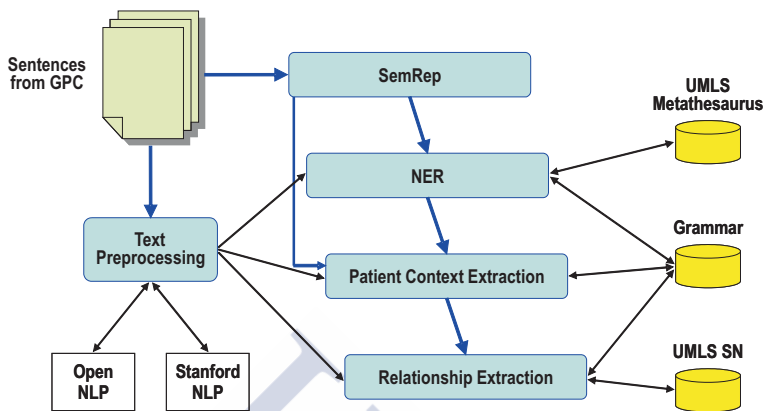 Sentences
from GPC
SemRep
UMLS
Metathesaurus
NER
Text
Preprocessing
Grammar
Patient Context Extraction
Open
NLP
Stanford
NLP
Relationship Extraction
UMLS SN